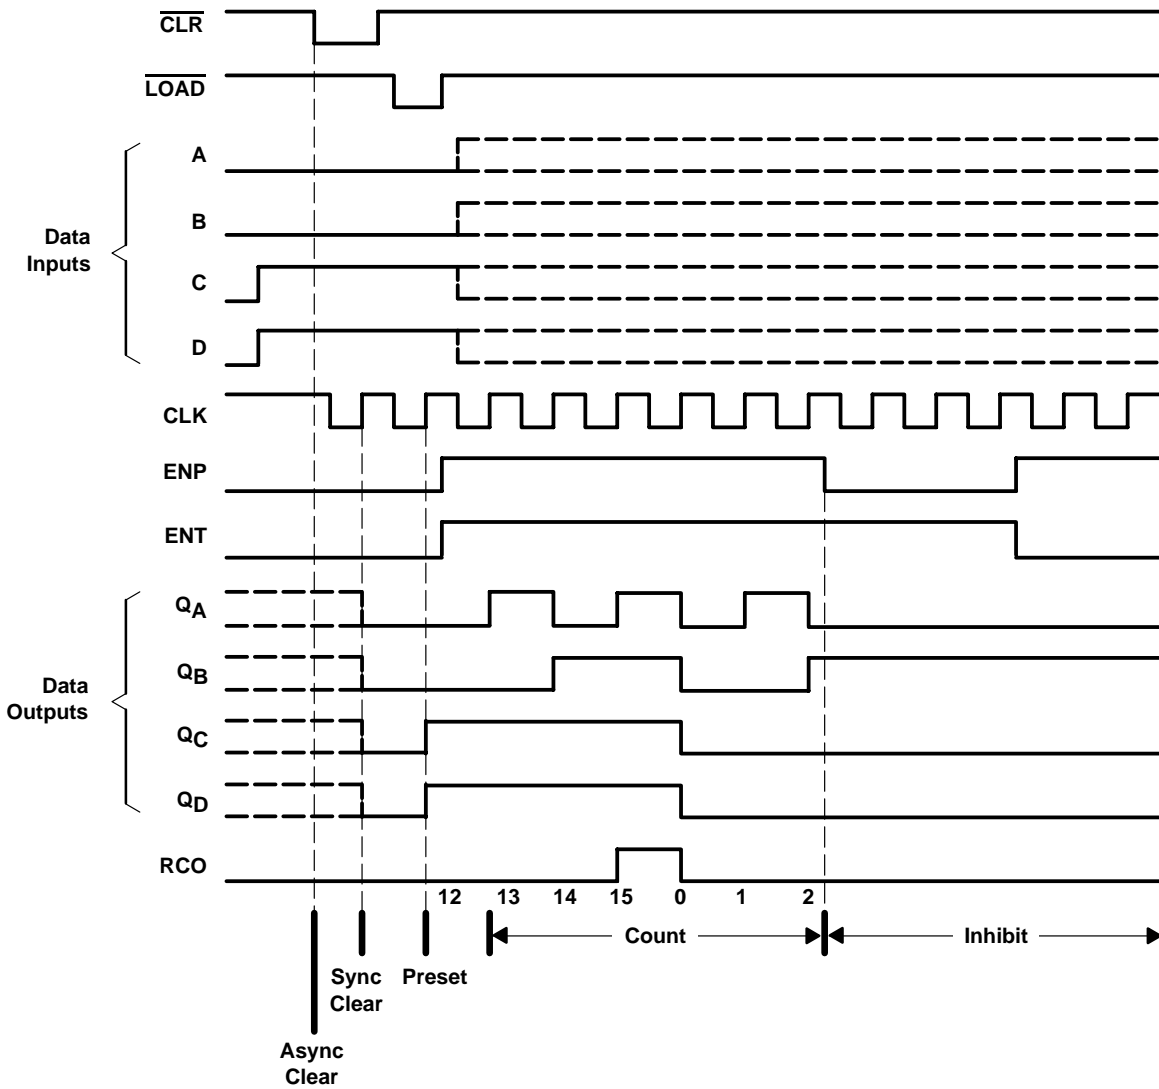 CLR
LOAD
A
B
Data
Inputs
C
D
CLK
ENP
ENT
QA
QB
Data
Outputs
QC
QD
RCO
12 13 14 15 0 1 2
Count Inhibit
Sync
Clear
Preset
Async
Clear